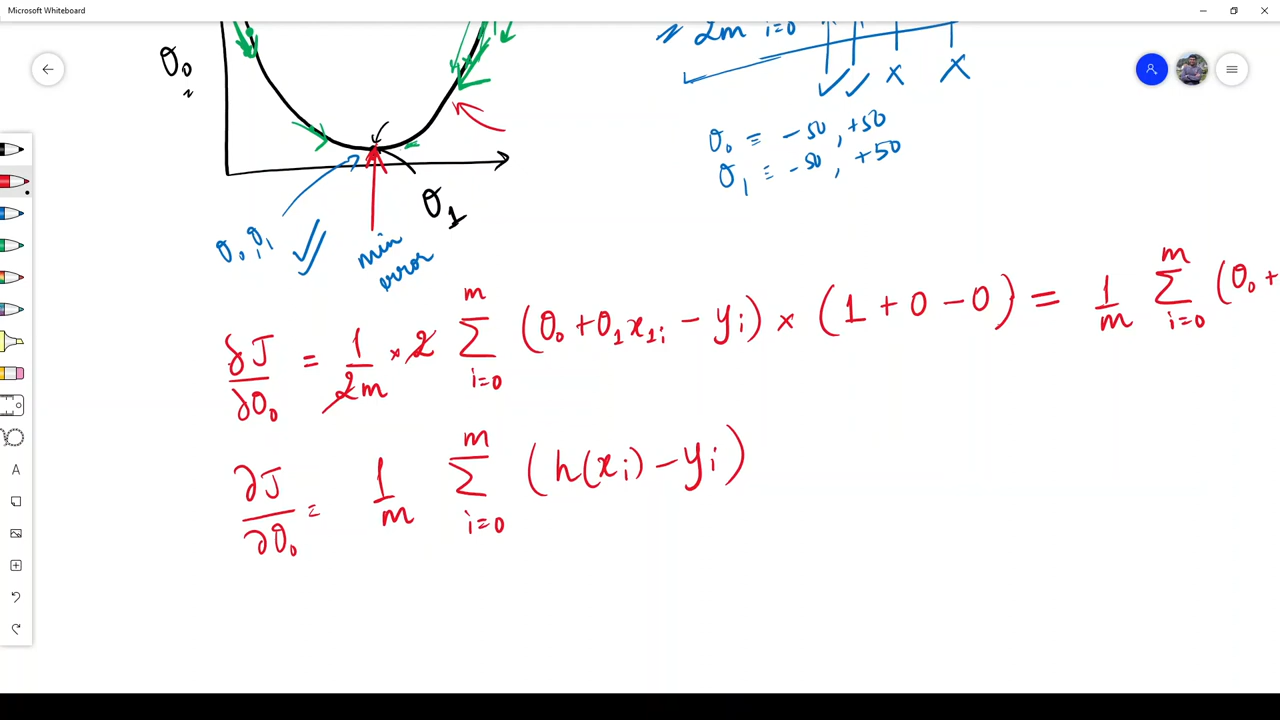 Microsoft Whiteboard
2m i=0
θ₀
θ₀ ≡ -50, +50
θ₁ ≡ -50, +50
θ₁
θ₀, θ₁
min error
∂J/∂θ₀ = 1/2m × 2 Σ_{i=0}^{m} (θ₀ + θ₁x₁ᵢ - yᵢ) × (1 + 0 - 0) = 1/m Σ_{i=0}^{m} (θ₀ +
∂J/∂θ₀ = 1/m Σ_{i=0}^{m} (h(xᵢ) - yᵢ)
A